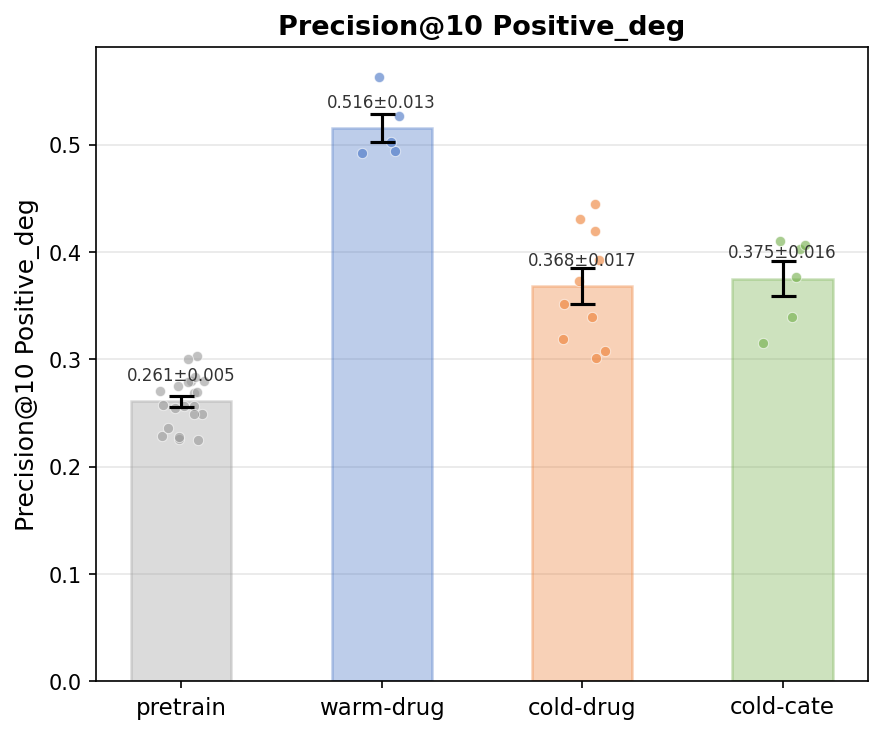 Precision@10 Positive_deg
Precision@10 Positive_deg
0.5
0.4
0.3
0.2
0.1
0.0
0.261±0.005
0.516±0.013
0.368±0.017
0.375±0.016
pretrain
warm-drug
cold-drug
cold-cate